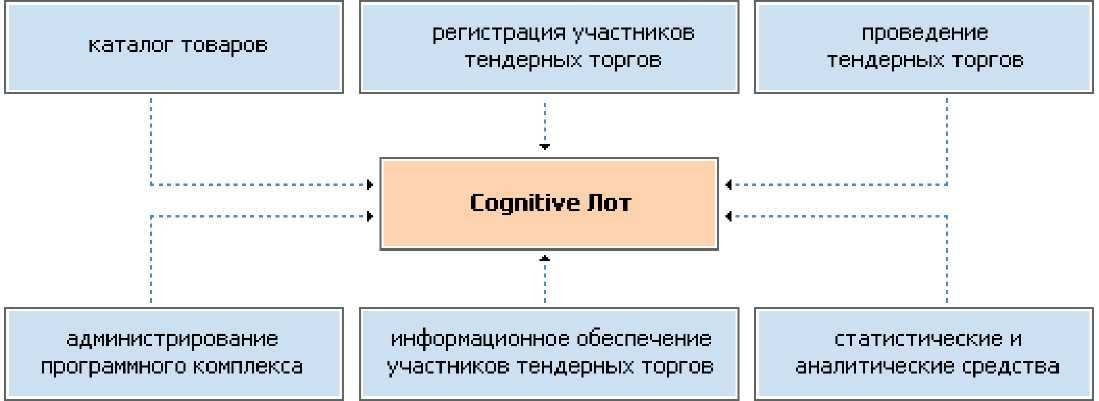 каталог товаров
регистрация участников
тендерных торгов
проведение
тендерных торгов
Cognitive Лот
администрирование
программного комплекса
информационное обеспечение
участников тендерных торгов
статистические и
аналитические средства